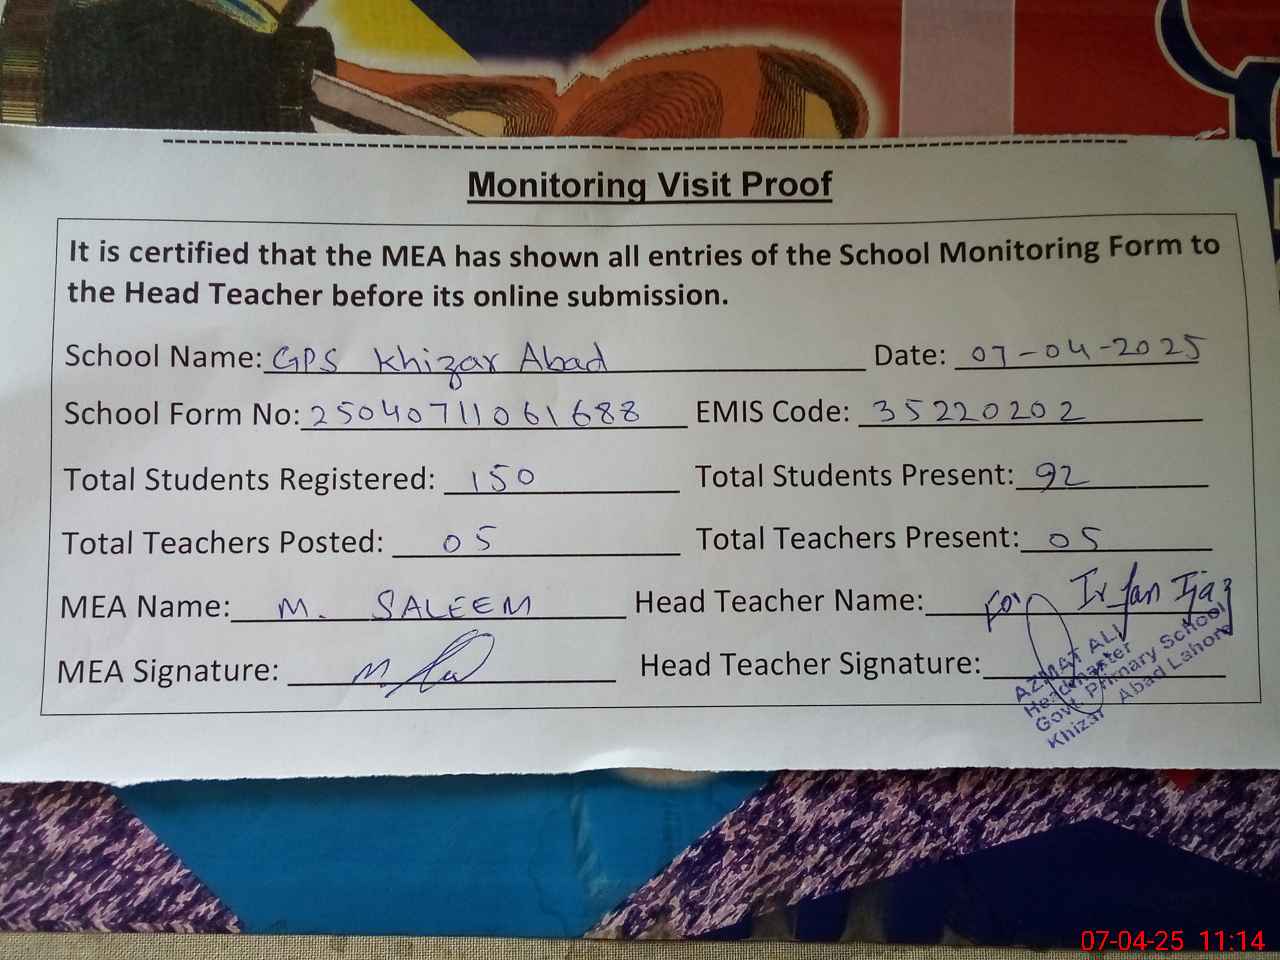 Monitoring Visit Proof
It is certified that the MEA has shown all entries of the School Monitoring Form to
the Head Teacher before its online submission.
School Name: GPS Khizar Abad Date: 07-04-2025
School Form No: 25040711061688 EMIS Code: 35220202
Total Students Registered: 150 Total Students Present: 92
Total Teachers Posted: 05 Total Teachers Present: 05
MEA Name: M. SALEEM Head Teacher Name: for Irfan Ijaz
MEA Signature: Head Teacher Signature:
AZMAT ALI
Headmaster
Govt. Primary School
Khizar Abad Lahore
07-04-25 11:14